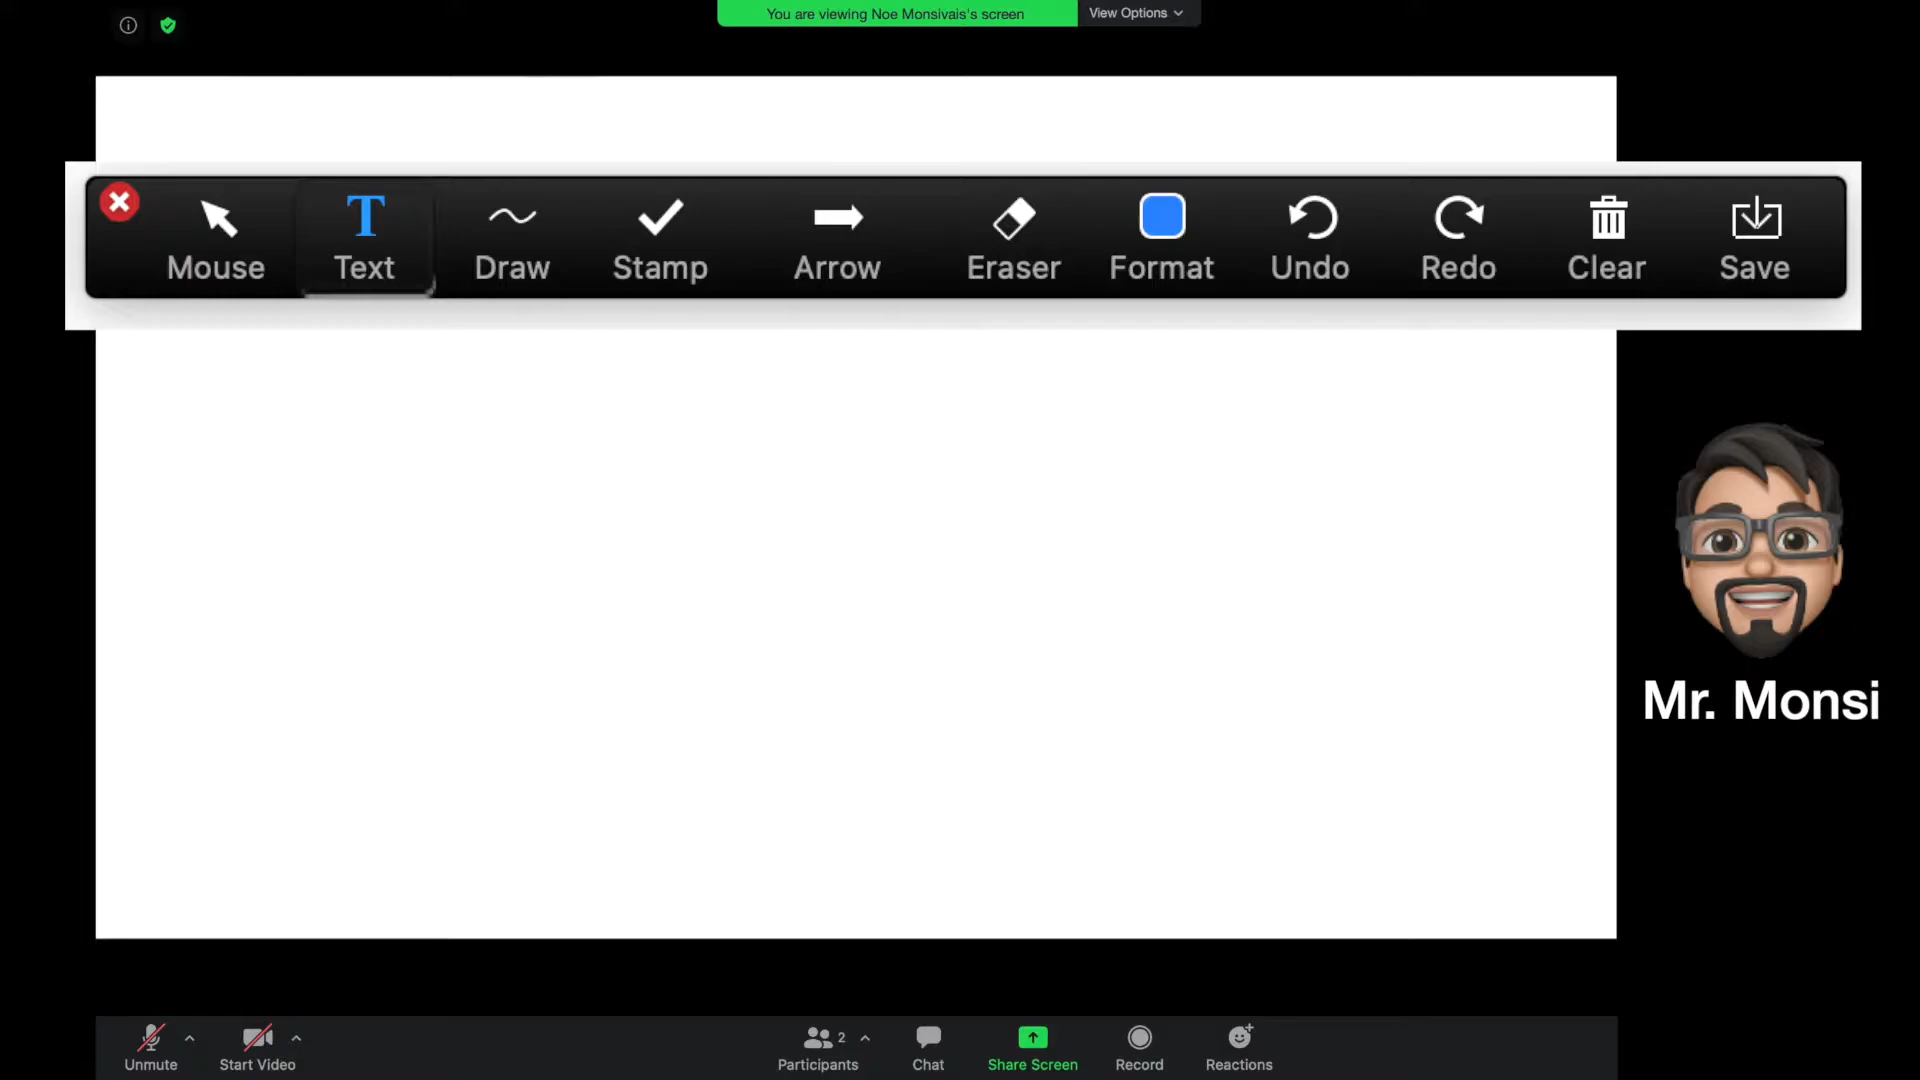 You are viewing Noe Monsivais's screen
View Options
Mouse Text Draw Stamp Arrow Eraser Format Undo Redo Clear Save
Mr. Monsi
2
Unmute Start Video Participants Chat Share Screen Record Reactions